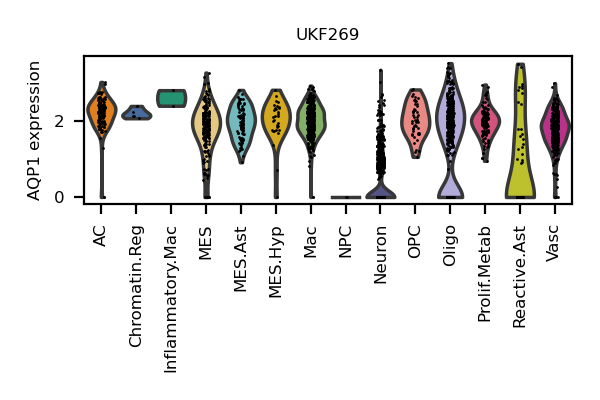 UKF269
AQP1 expression
2
0
AC
Chromatin.Reg
Inflammatory.Mac
MES
MES.Ast
MES.Hyp
Mac
NPC
Neuron
OPC
Oligo
Prolif.Metab
Reactive.Ast
Vasc